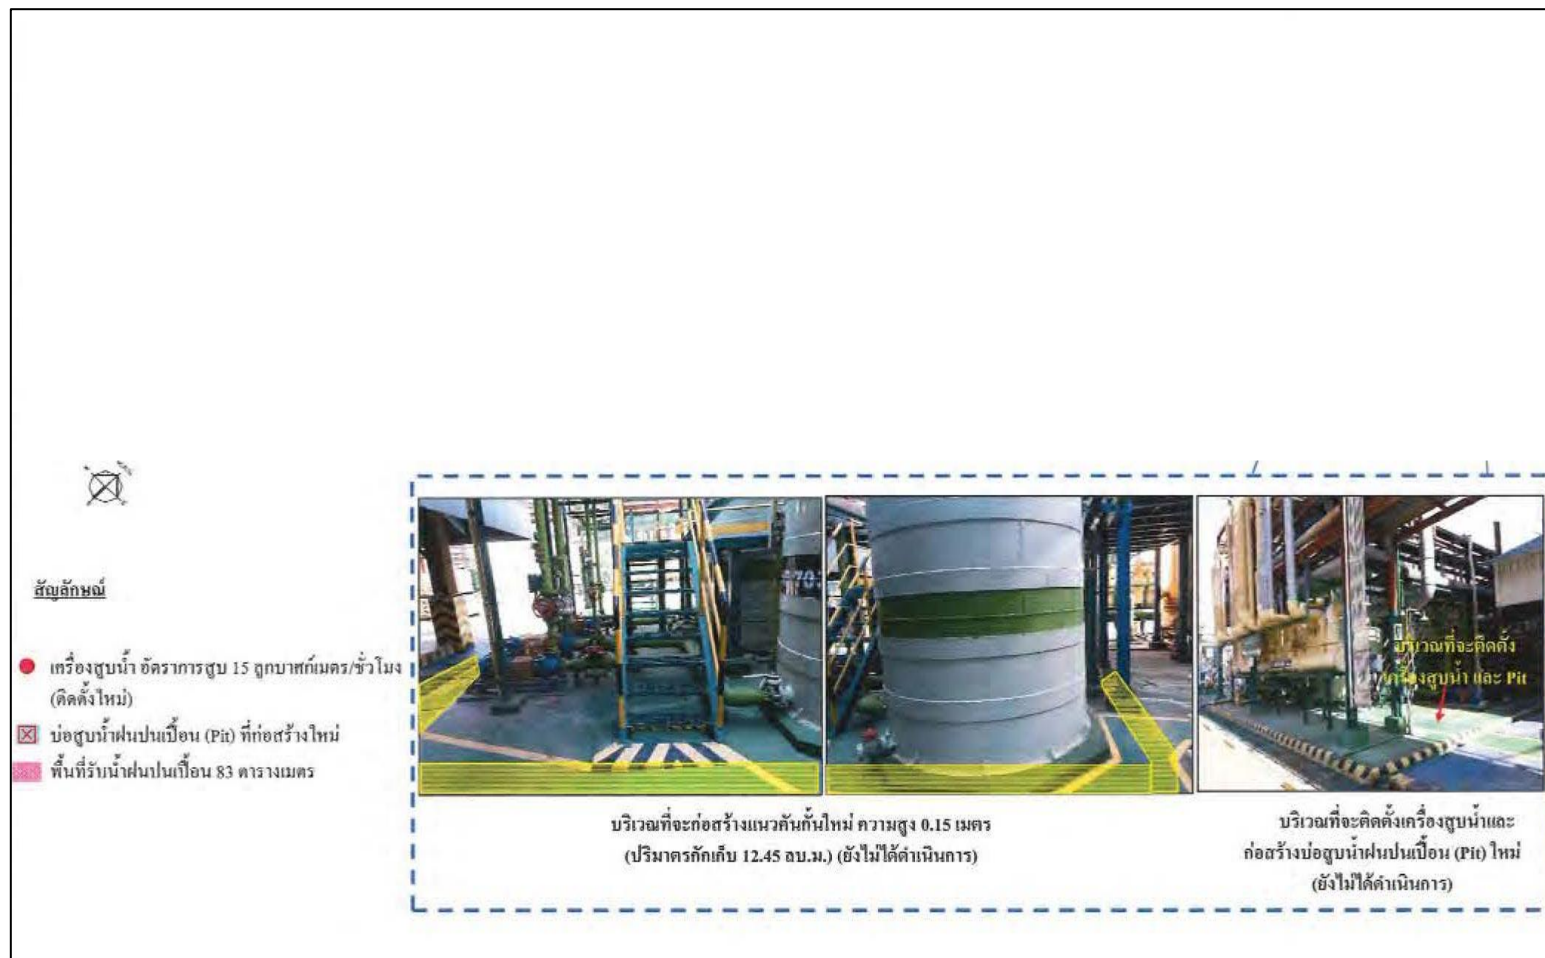 สัญลักษณ์
เครื่องสูบน้ำ อัตราการสูบ 15 ลูกบาศก์เมตร/ชั่วโมง
(ติดตั้งใหม่)
บ่อสูบน้ำฝนปนเปื้อน (Pit) ที่ก่อสร้างใหม่
พื้นที่รับน้ำฝนปนเปื้อน 83 ตารางเมตร
บริเวณที่จะติดตั้ง
เครื่องสูบน้ำ และ Pit
บริเวณที่จะก่อสร้างแนวคันกั้นใหม่ ความสูง 0.15 เมตร
(ปริมาตรกักเก็บ 12.45 ลบ.ม.) (ยังไม่ได้ดำเนินการ)
บริเวณที่จะติดตั้งเครื่องสูบน้ำและ
ก่อสร้างบ่อสูบน้ำฝนปนเปื้อน (Pit) ใหม่
(ยังไม่ได้ดำเนินการ)